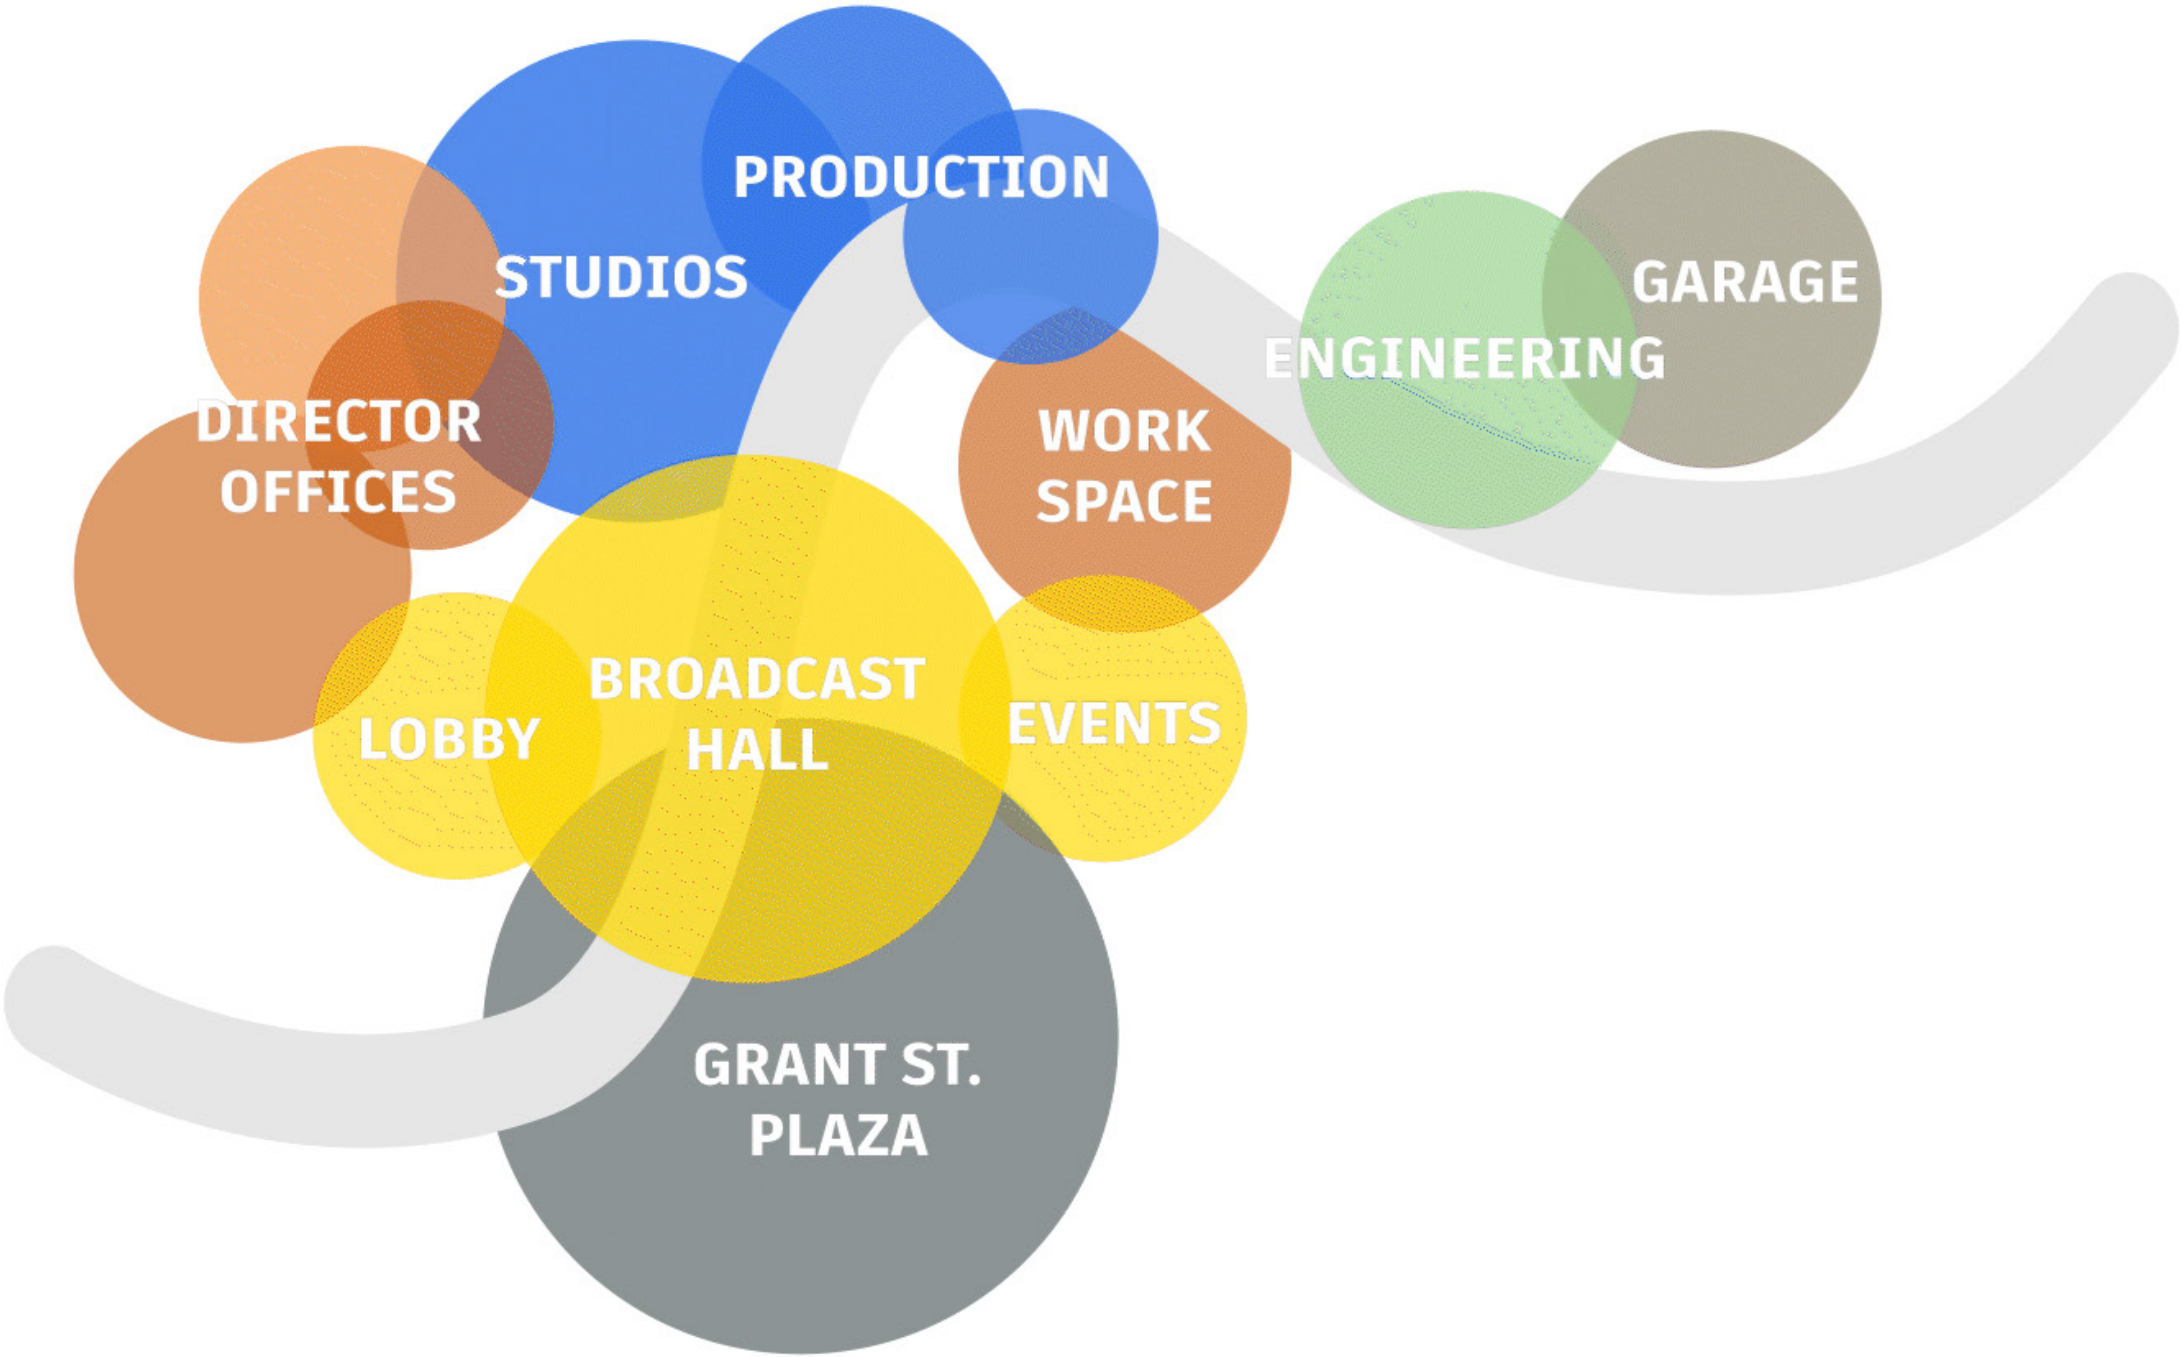 PRODUCTION
STUDIOS
GARAGE
ENGINEERING
DIRECTOR
OFFICES
WORK
SPACE
BROADCAST
HALL
LOBBY
EVENTS
GRANT ST.
PLAZA